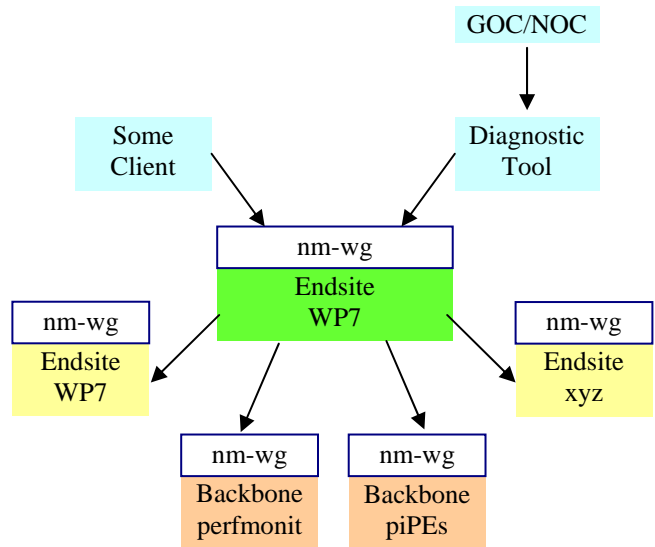 GOC/NOC
Some
Client
Diagnostic
Tool
nm-wg
Endsite
WP7
nm-wg
Endsite
WP7
nm-wg
Endsite
xyz
nm-wg
Backbone
perfmonit
nm-wg
Backbone
piPEs